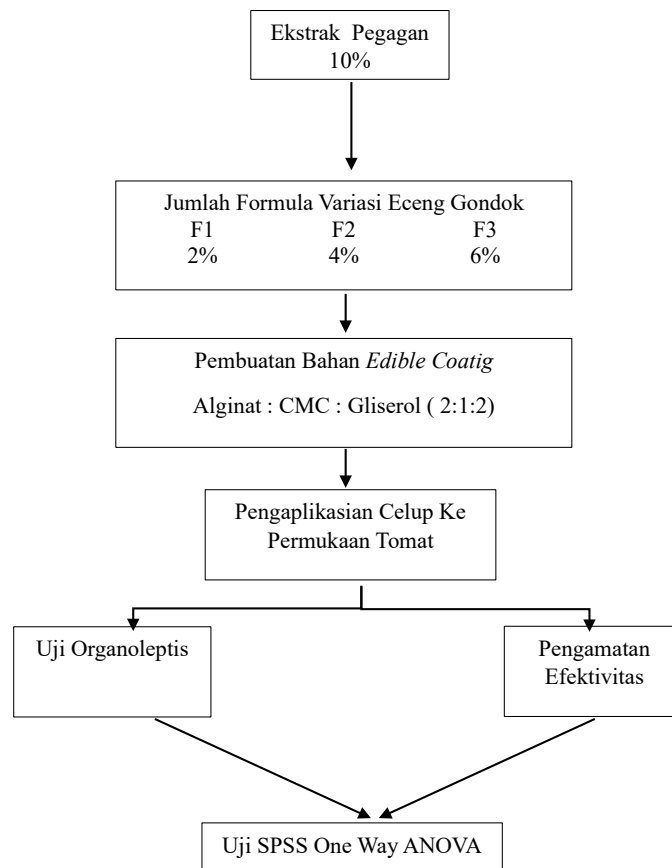 Ekstrak Pegagan
10%
Jumlah Formula Variasi Eceng Gondok
F1 F2 F3
2% 4% 6%
Pembuatan Bahan Edible Coatig
Alginat : CMC : Gliserol ( 2:1:2)
Pengaplikasian Celup Ke
Permukaan Tomat
Uji Organoleptis
Pengamatan
Efektivitas
Uji SPSS One Way ANOVA